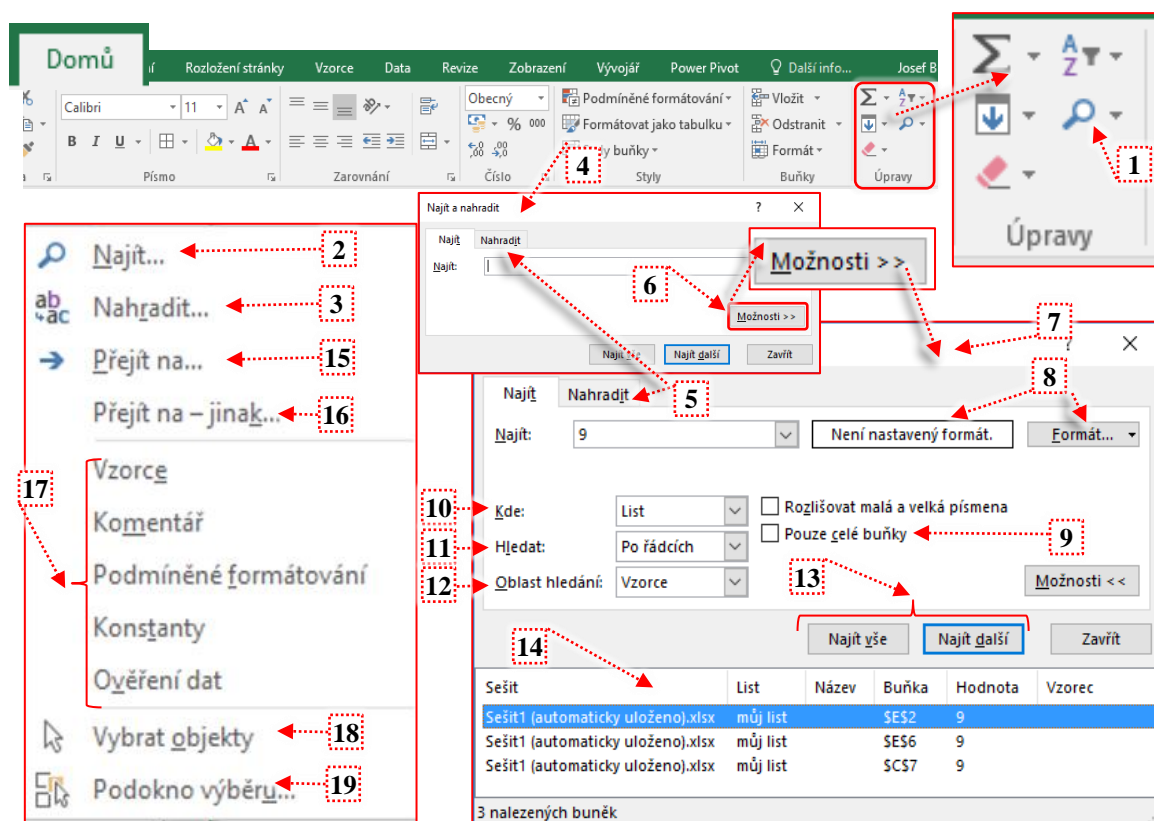 Domů
Rozložení stránky Vzorce Data Revize Zobrazení Vývojář Power Pivot Další info... Josef B
Calibri 11 A A Obecný Podmíněné formátování Vložit
B I U A % 000 Formátovat jako tabulku Odstranit
buňky Formát
Písmo Zarovnání Číslo Styly Buňky Úpravy
Σ A Z
1
Úpravy
4
Najít a nahradit ? ×
Najít Nahradit
Najít:
6
Možnosti >>
Možnosti >>
Najít další Zavřít
5
7
Najít... 2
ab ac Nahradit... 3
Přejít na... 15
Přejít na – jinak... 16
17
Vzorce
Komentář
Podmíněné formátování
Konstanty
Ověření dat
Vybrat objekty 18
Podokno výběru... 19
? ×
Najít Nahradit
8
Najít: 9 Není nastavený formát. Formát...
10 Kde: List Rozlišovat malá a velká písmena
11 Hledat: Po řádcích Pouze celé buňky 9
12 Oblast hledání: Vzorce 13 Možnosti <<
Najít vše Najít další Zavřít
14
Sešit List Název Buňka Hodnota Vzorec
Sešit1 (automaticky uloženo).xlsx můj list $E$2 9
Sešit1 (automaticky uloženo).xlsx můj list $E$6 9
Sešit1 (automaticky uloženo).xlsx můj list $C$7 9
3 nalezených buněk